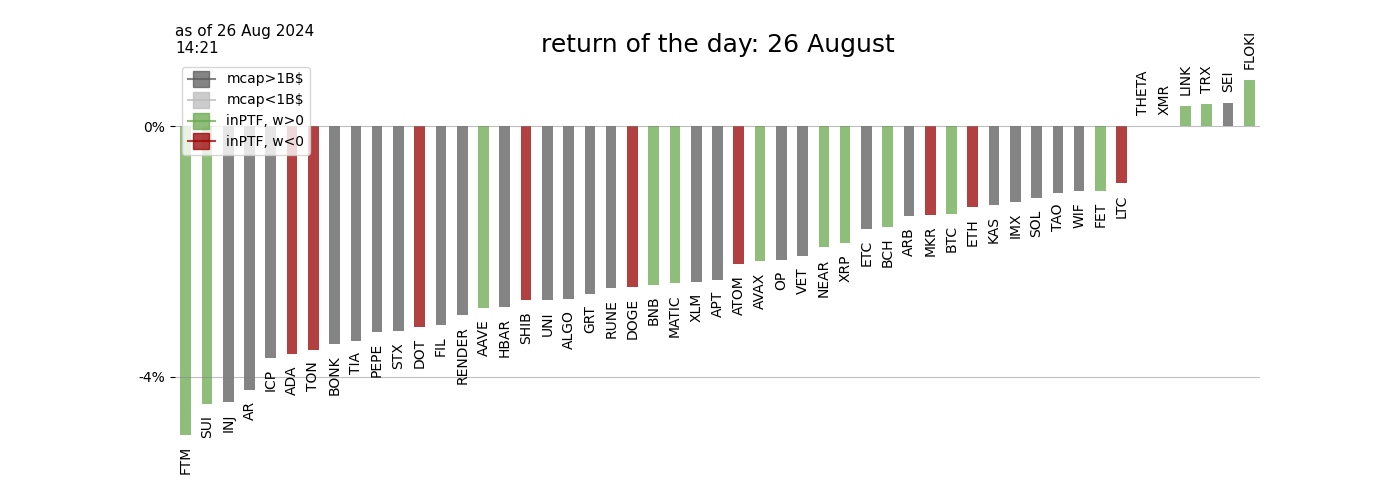 as of 26 Aug 2024
14:21
return of the day: 26 August
mcap>1B$
mcap<1B$
inPTF, w>0
inPTF, w<0
0%
-4%
FTM
SUI
INJ
AR
ICP
ADA
TON
BONK
TIA
PEPE
STX
DOT
FIL
RENDER
AAVE
HBAR
SHIB
UNI
ALGO
GRT
RUNE
DOGE
BNB
MATIC
XLM
APT
ATOM
AVAX
OP
VET
NEAR
XRP
ETC
BCH
ARB
MKR
BTC
ETH
KAS
IMX
SOL
TAO
WIF
FET
LTC
THETA
XMR
LINK
TRX
SEI
FLOKI